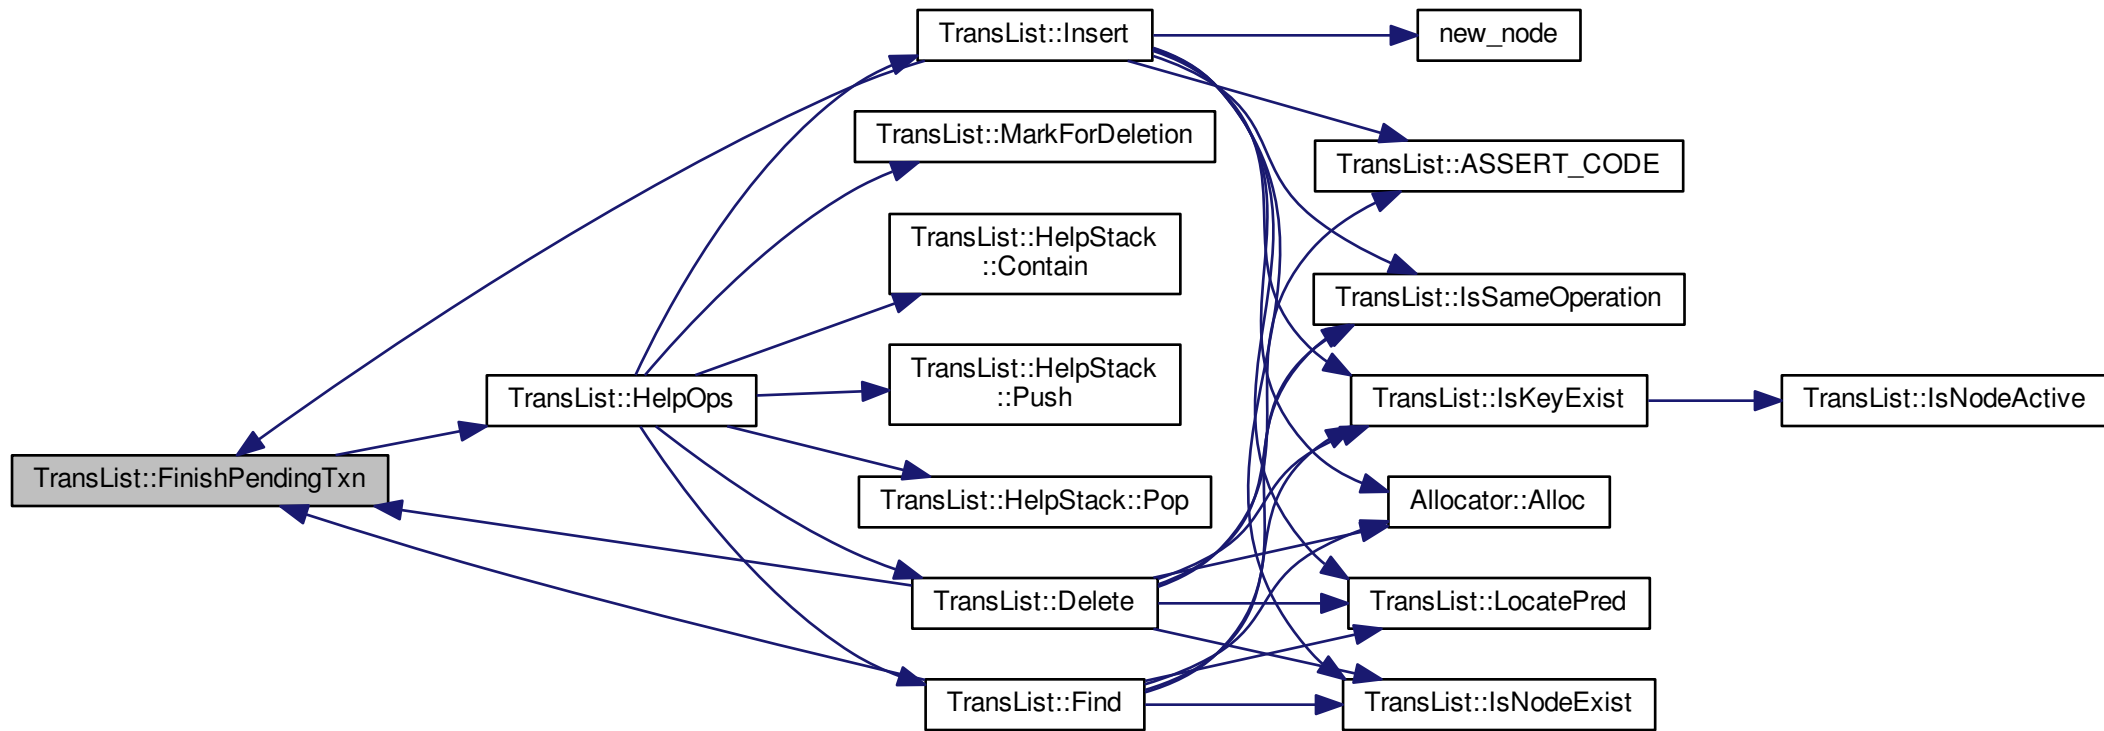 TransList::FinishPendingTxn
TransList::HelpOps
TransList::Insert
TransList::MarkForDeletion
TransList::HelpStack
::Contain
TransList::HelpStack
::Push
TransList::HelpStack::Pop
TransList::Delete
TransList::Find
new_node
TransList::ASSERT_CODE
TransList::IsSameOperation
TransList::IsKeyExist
Allocator::Alloc
TransList::LocatePred
TransList::IsNodeExist
TransList::IsNodeActive